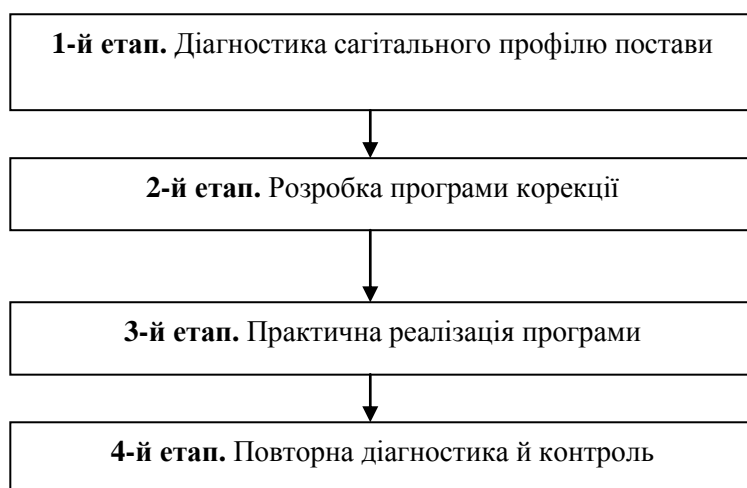 1-й етап. Діагностика сагітального профілю постави
2-й етап. Розробка програми корекції
3-й етап. Практична реалізація програми
4-й етап. Повторна діагностика й контроль